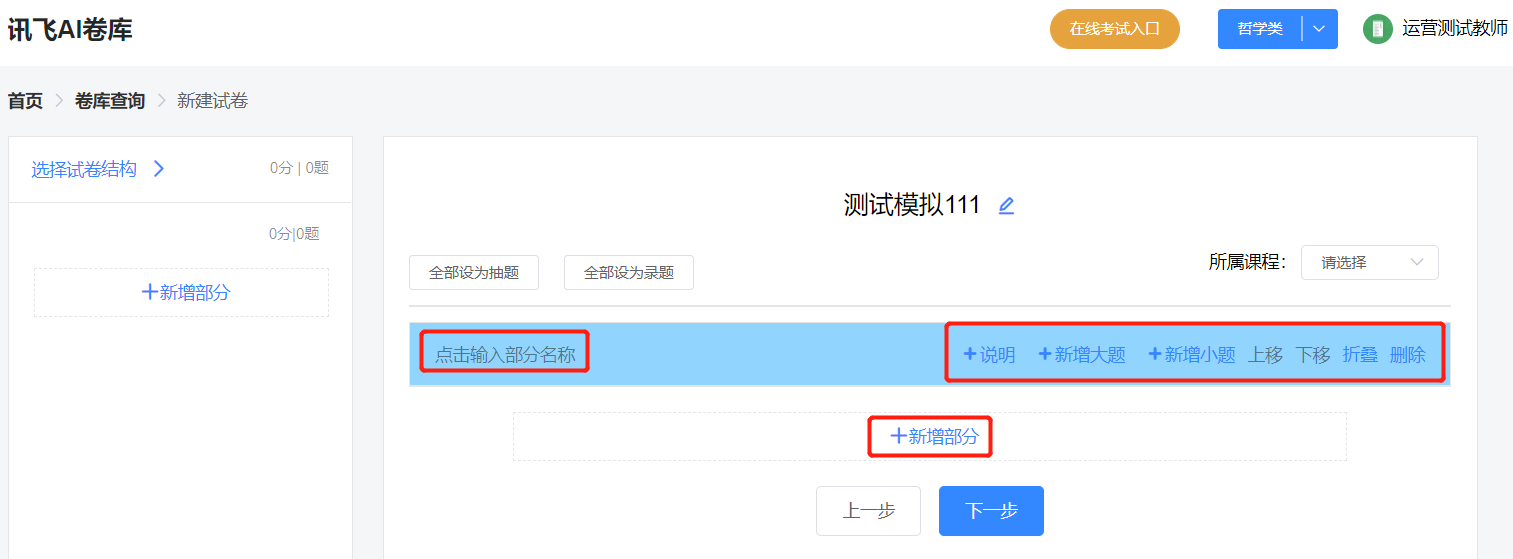 讯飞AI卷库
在线考试入口
哲学类
运营测试教师
首页 > 卷库查询 > 新建试卷
选择试卷结构
0分 | 0题
0分|0题
+新增部分
测试模拟111
全部设为抽题
全部设为录题
所属课程：
请选择
点击输入部分名称
+说明 +新增大题 +新增小题 上移 下移 折叠 删除
+新增部分
上一步
下一步